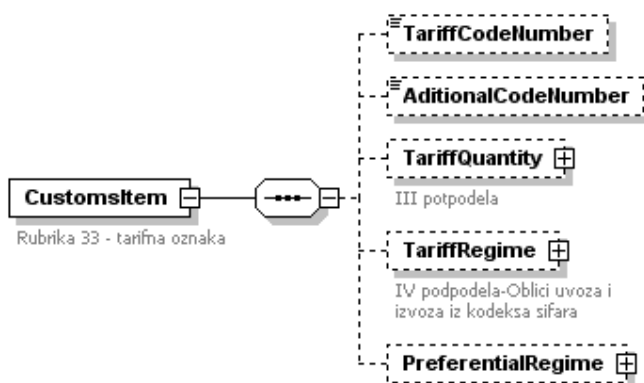 TariffCodeNumber
AditionalCodeNumber
TariffQuantity
III potpodela
CustomsItem
Rubrika 33 - tarifna oznaka
TariffRegime
IV podpodela-Oblici uvoza i
izvoza iz kodeksa sifara
PreferentialRegime